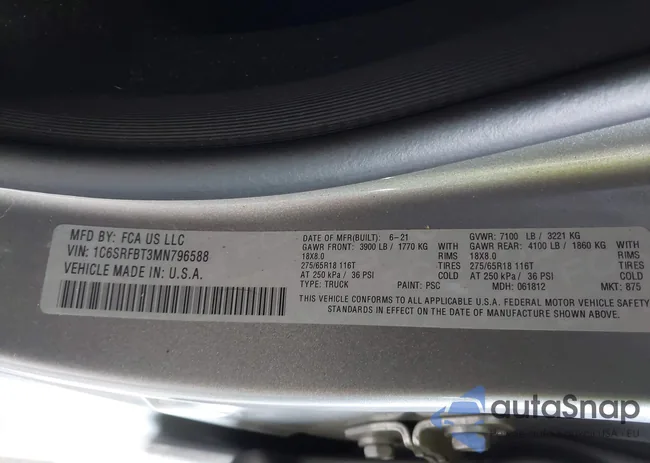 MFD BY: FCA US LLC
VIN: 1C6SRFBT3MN796588
VEHICLE MADE IN U.S.A.
DATE OF MFR(BUILT): 6-21 GVWR: 7100 LB / 3221 KG
GAWR FRONT: 3900 LB / 1770 KG GAWR REAR: 4100 LB / 1860 KG
18X8.0 RIMS 18X8.0 RIMS
275/65R18 116T TIRES 275/65R18 116T TIRES
AT 250 kPa / 36 PSI COLD AT 250 kPa / 36 PSI COLD
TYPE: TRUCK PAINT: PSC MDH: 061812 MKT: 875
THIS VEHICLE CONFORMS TO ALL APPLICABLE U.S.A. FEDERAL MOTOR VEHICLE SAFETY
STANDARDS IN EFFECT ON THE DATE OF MANUFACTURE SHOWN ABOVE.
autaSnap
EU